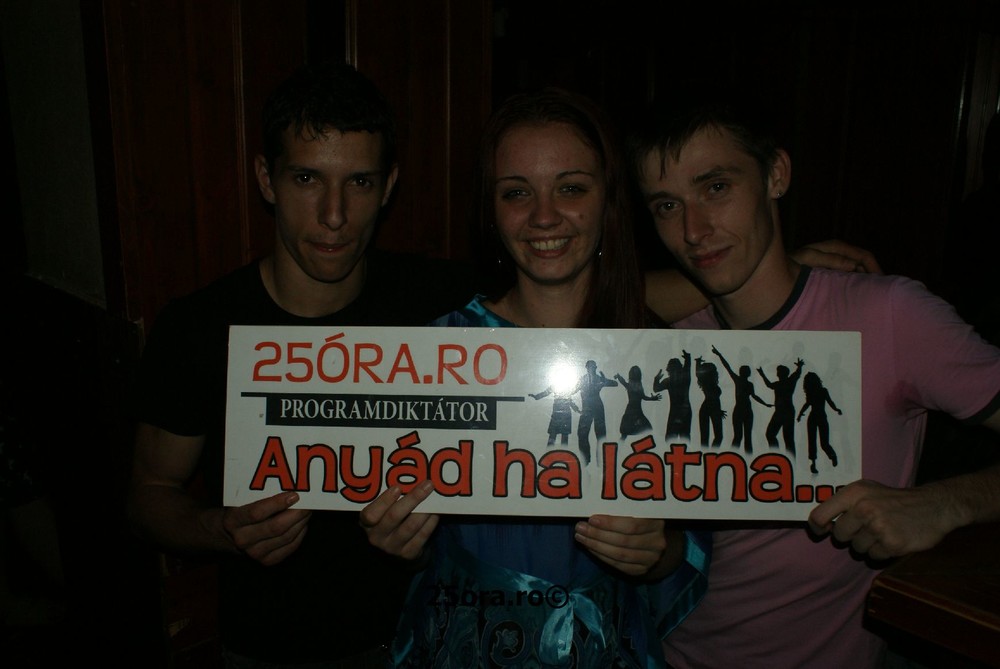 25ÓRA.RO
PROGRAMDIKTÁTOR
Anyád ha látna...
25óra.ro©